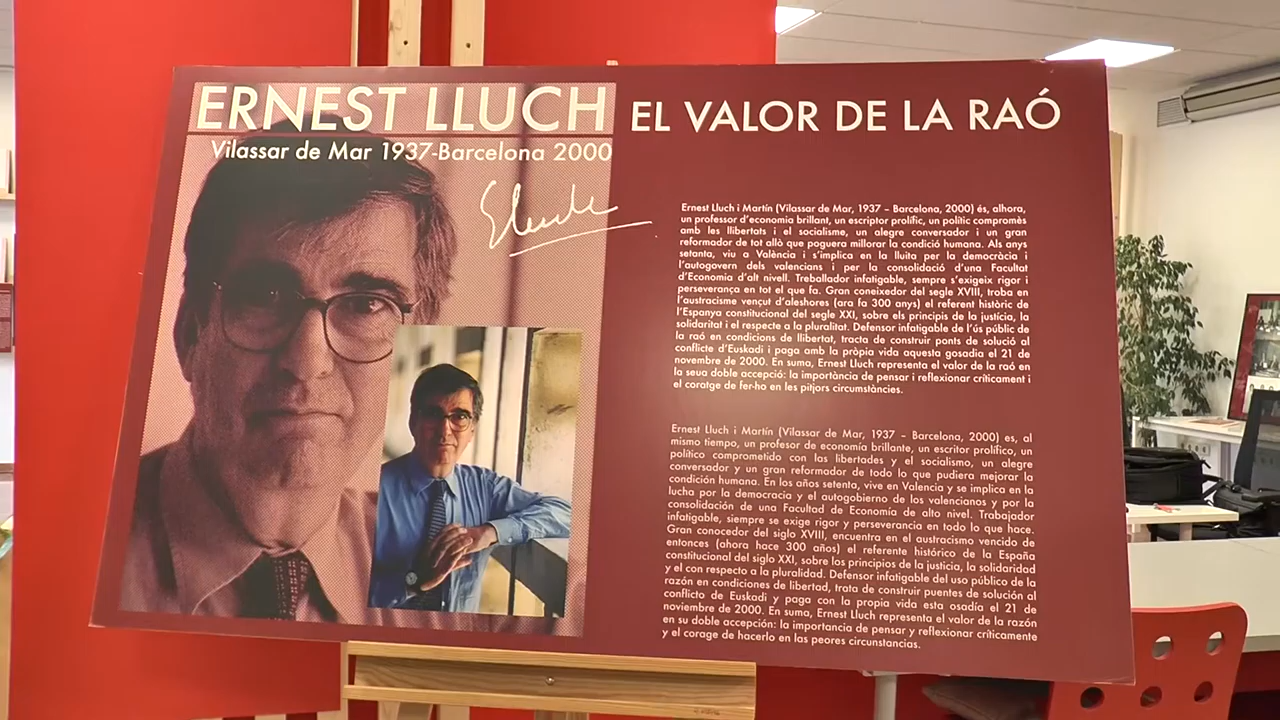 ERNEST LLUCH
Vilassar de Mar 1937-Barcelona 2000
EL VALOR DE LA RAÓ
Ernest Lluch i Martín (Vilassar de Mar, 1937 – Barcelona, 2000) és, alhora,
un professor d'economia brillant, un escriptor prolífic, un polític compromès
amb les llibertats i el socialisme, un alegre conversador i un gran
reformador de tot allò que poguera millorar la condició humana. Als anys
setanta, viu a València i s'implica en la lluita per la democràcia i
l'autogovern dels valencians i per la consolidació d'una Facultat
d'Economia d'alt nivell. Treballador infatigable, sempre s'exigeix rigor i
perseverança en tot el que fa. Gran coneixedor del segle XVIII, troba en
l'austracisme vençut d'aleshores (ara fa 300 anys) el referent històric de
l'Espanya constitucional del segle XXI, sobre els principis de la justícia, la
solidaritat i el respecte a la pluralitat. Defensor infatigable de l'ús públic de
la raó en condicions de llibertat, tracta de construir ponts de solució al
conflicte d'Euskadi i paga amb la pròpia vida aquesta gosadia el 21 de
novembre de 2000. En suma, Ernest Lluch representa el valor de la raó en
la seua doble accepció: la importància de pensar i reflexionar críticament i
el coratge de fer-ho en les pitjors circumstàncies.
Ernest Lluch i Martín (Vilassar de Mar, 1937 – Barcelona, 2000) es, al
mismo tiempo, un profesor de economía brillante, un escritor prolífico, un
político comprometido con las libertades y el socialismo, un alegre
conversador y un gran reformador de todo lo que pudiera mejorar la
condición humana. En los años setenta, vive en Valencia y se implica en la
lucha por la democracia y el autogobierno de los valencianos y por la
consolidación de una Facultad de Economía de alto nivel. Trabajador
infatigable, siempre se exige rigor y perseverancia en todo lo que hace.
Gran conocedor del siglo XVIII, encuentra en el austracismo vencido de
entonces (ahora hace 300 años) el referente histórico de la España
constitucional del siglo XXI, sobre los principios de la justicia, la solidaridad
y el con respecto a la pluralidad. Defensor infatigable del uso público de la
razón en condiciones de libertad, trata de construir puentes de solución al
conflicto de Euskadi y paga con la propia vida esta osadía el 21 de
noviembre de 2000. En suma, Ernest Lluch representa el valor de la razón
en su doble accepción: la importancia de pensar y reflexionar críticamente
y el corage de hacerlo en las peores circunstancias.